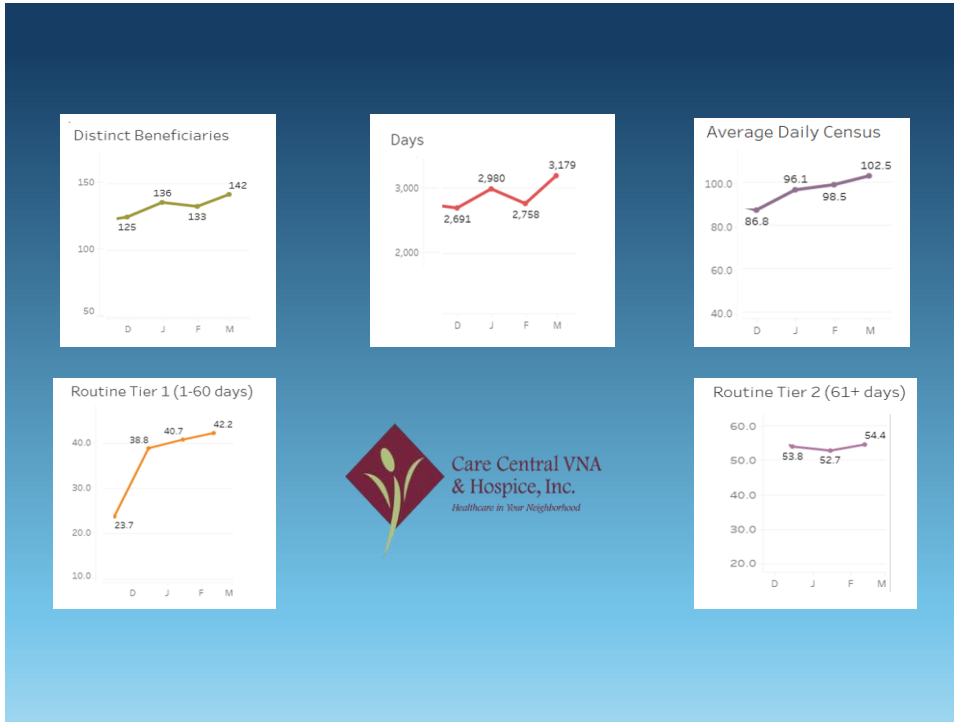 Distinct Beneficiaries
150
136
142
125
133
100
50
D J F M
Days
3,179
3,000
2,980
2,691
2,758
2,000
D J F M
Average Daily Census
102.5
100.0
96.1
98.5
86.8
80.0
60.0
40.0
D J F M
Routine Tier 1 (1-60 days)
42.2
40.7
40.0
38.8
30.0
23.7
20.0
10.0
D J F M
Care Central VNA
& Hospice, Inc.
Healthcare in Your Neighborhood
Routine Tier 2 (61+ days)
60.0
54.4
53.8
52.7
50.0
40.0
30.0
20.0
D J F M